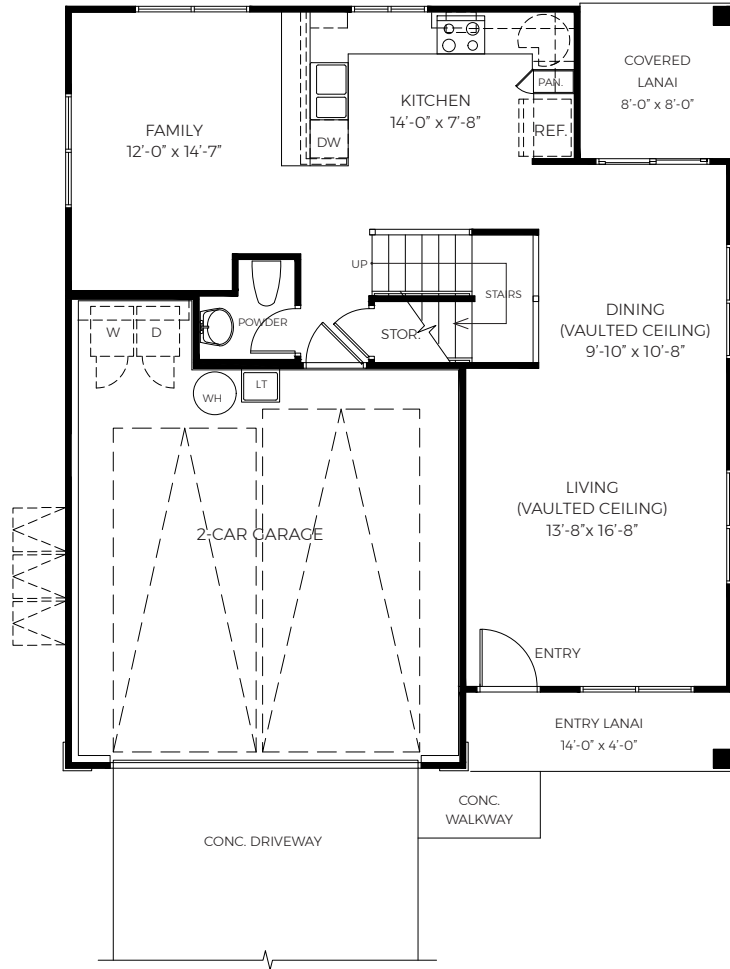 COVERED
LANAI
8'-0" x 8'-0"
KITCHEN
14'-0" x 7'-8"
PAN.
REF.
DW
FAMILY
12'-0" x 14'-7"
UP
STAIRS
STOR.
POWDER
W
D
WH
LT
DINING
(VAULTED CEILING)
9'-10" x 10'-8"
LIVING
(VAULTED CEILING)
13'-8"x 16'-8"
2-CAR GARAGE
ENTRY
ENTRY LANAI
14'-0" x 4'-0"
CONC.
WALKWAY
CONC. DRIVEWAY